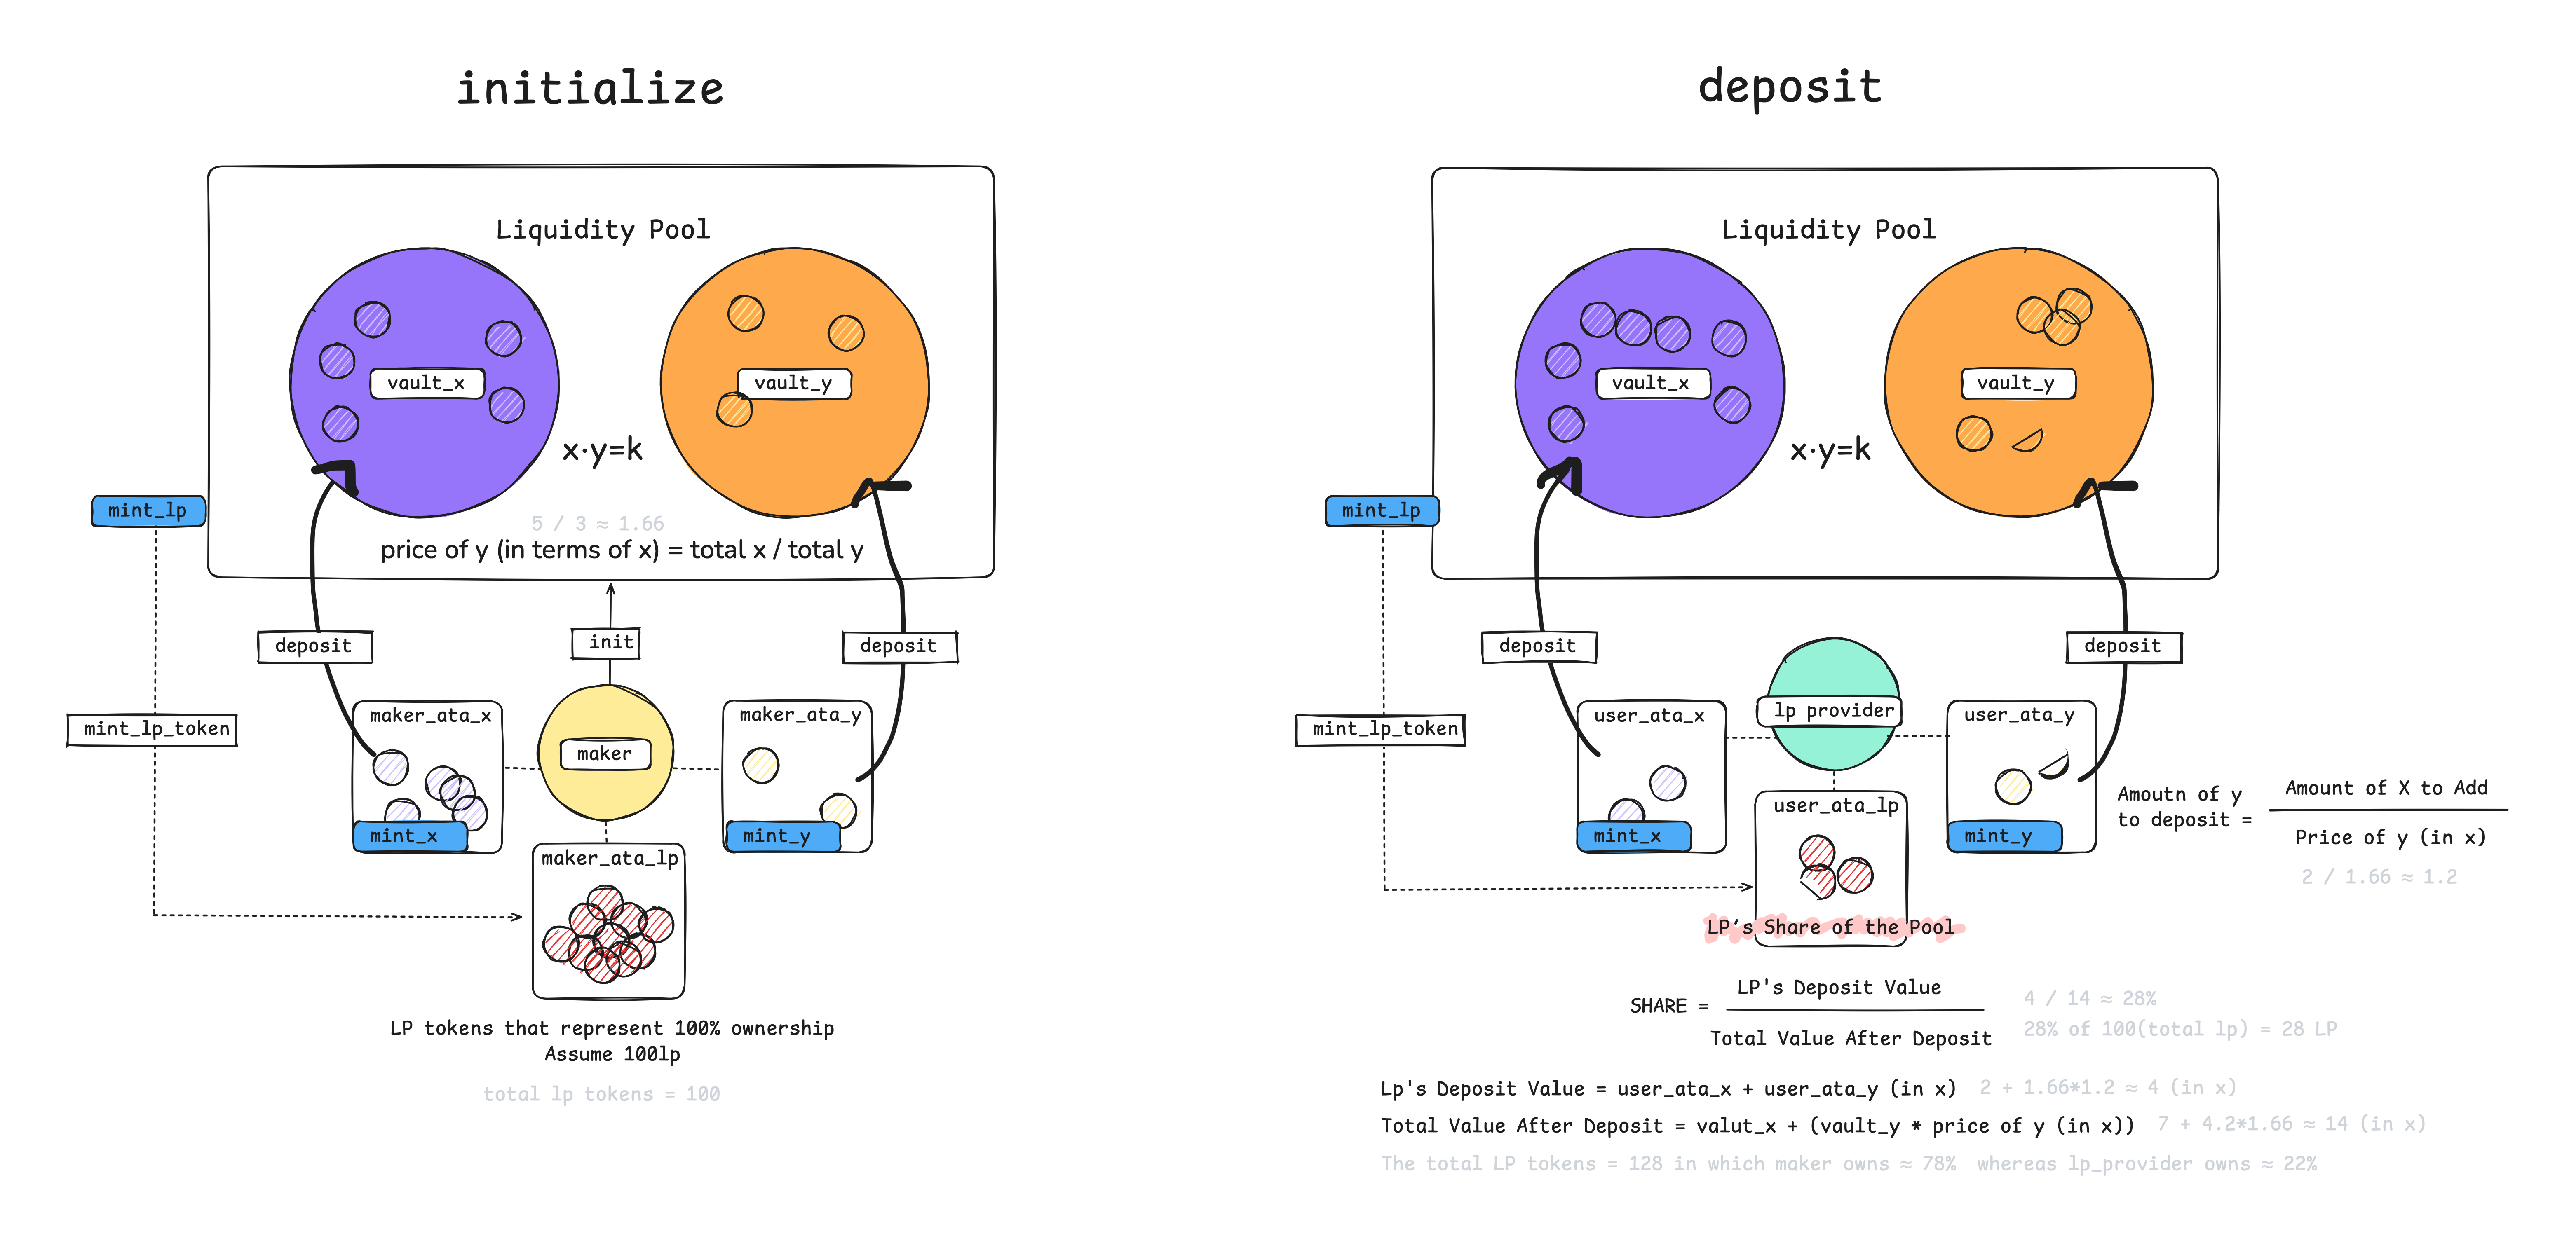 initialize
Liquidity Pool
vault_x
vault_y
x·y=k
5 / 3 ≈ 1.66
price of y (in terms of x) = total x / total y
mint_lp
deposit
init
deposit
mint_lp_token
maker_ata_x
maker
maker_ata_y
mint_x
mint_y
maker_ata_lp
LP tokens that represent 100% ownership
Assume 100lp
total lp tokens = 100
deposit
Liquidity Pool
vault_x
vault_y
x·y=k
mint_lp
deposit
deposit
mint_lp_token
user_ata_x
lp provider
user_ata_y
mint_x
user_ata_lp
mint_y
Amoutn of y
to deposit =
Amount of X to Add
Price of y (in x)
2 / 1.66 ≈ 1.2
LP's Share of the Pool
SHARE =
LP's Deposit Value
Total Value After Deposit
4 / 14 ≈ 28%
28% of 100(total lp) = 28 LP
Lp's Deposit Value = user_ata_x + user_ata_y (in x) 2 + 1.66*1.2 ≈ 4 (in x)
Total Value After Deposit = valut_x + (vault_y * price of y (in x)) 7 + 4.2*1.66 ≈ 14 (in x)
The total LP tokens = 128 in which maker owns ≈ 78% whereas lp_provider owns ≈ 22%